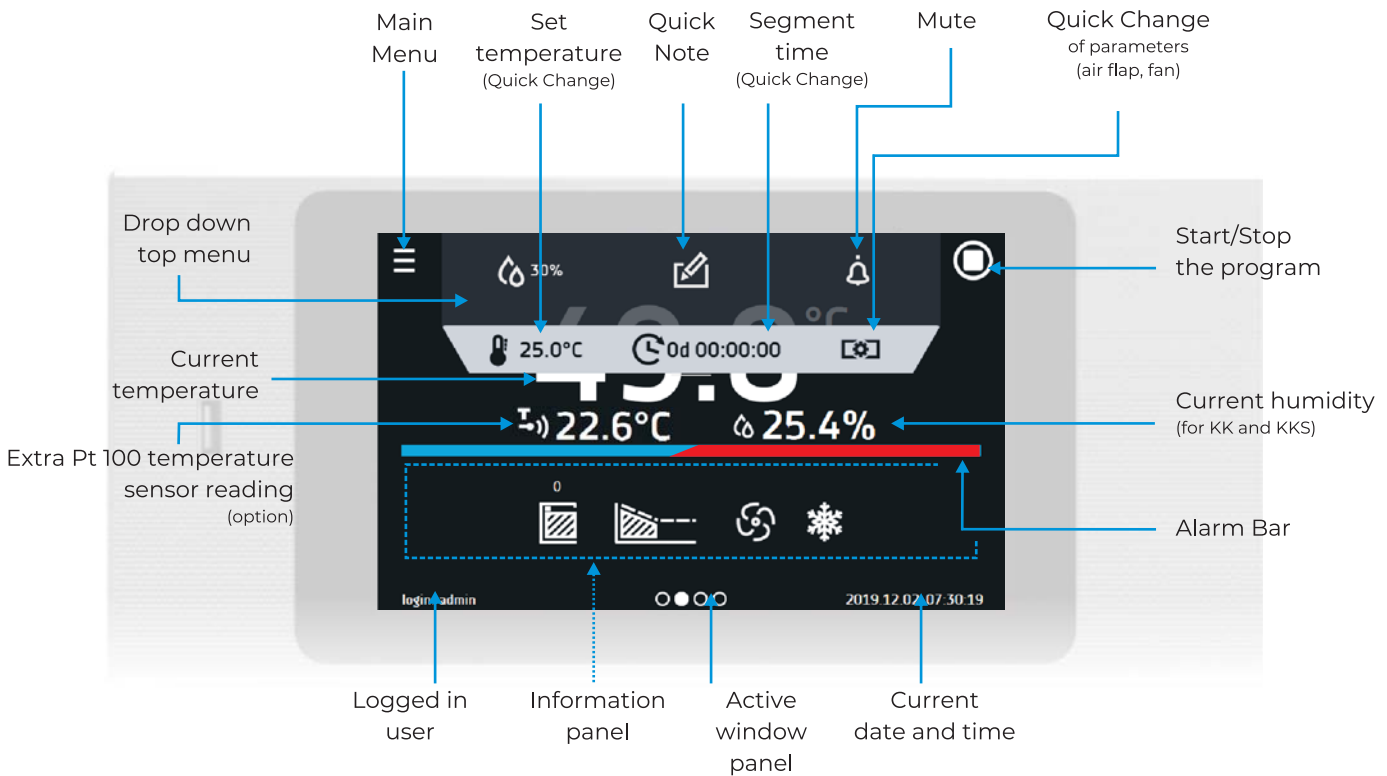 Main
Menu
Set
temperature
(Quick Change)
Quick
Note
Segment
time
(Quick Change)
Mute
Quick Change
of parameters
(air flap, fan)
Drop down
top menu
Start/Stop
the program
30%
°C
25.0°C
0d 00:00:00
Current
temperature
22.6°C
25.4%
Current humidity
(for KK and KKS)
Extra Pt 100 temperature
sensor reading
(option)
0
Alarm Bar
admin
2019.12.02 07:30:19
Logged in
user
Information
panel
Active
window
panel
Current
date and time